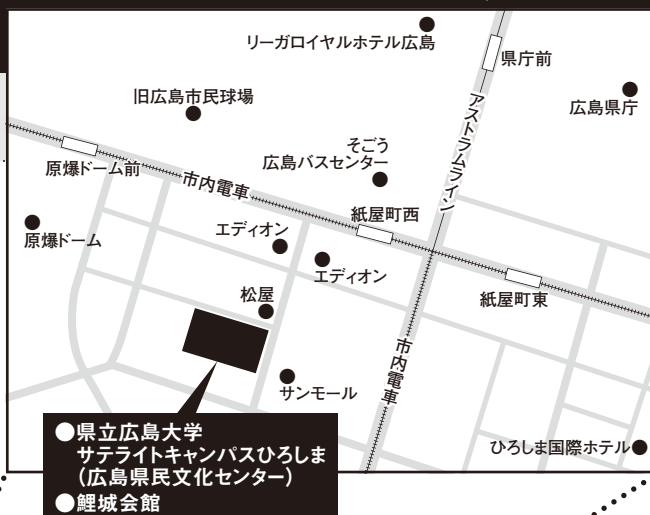 リーガロイヤルホテル広島
県庁前
旧広島市民球場
広島県庁
アストラムライン
そごう
広島バスセンター
原爆ドーム前
市内電車
紙屋町西
原爆ドーム
エディオン
エディオン
紙屋町東
松屋
市内電車
サンモール
●県立広島大学
サテライトキャンパスひろしま
(広島県民文化センター)
●鯉城会館
ひろしま国際ホテル